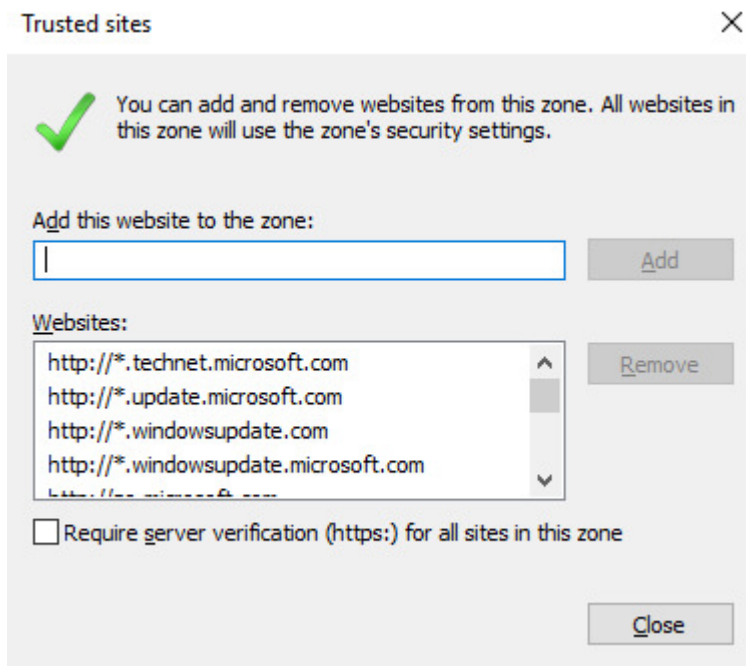 Trusted sites
You can add and remove websites from this zone. All websites in
this zone will use the zone's security settings.
Add this website to the zone:
Add
Websites:
http://*.technet.microsoft.com
http://*.update.microsoft.com
http://*.windowsupdate.com
http://*.windowsupdate.microsoft.com
Remove
Require server verification (https:) for all sites in this zone
Close